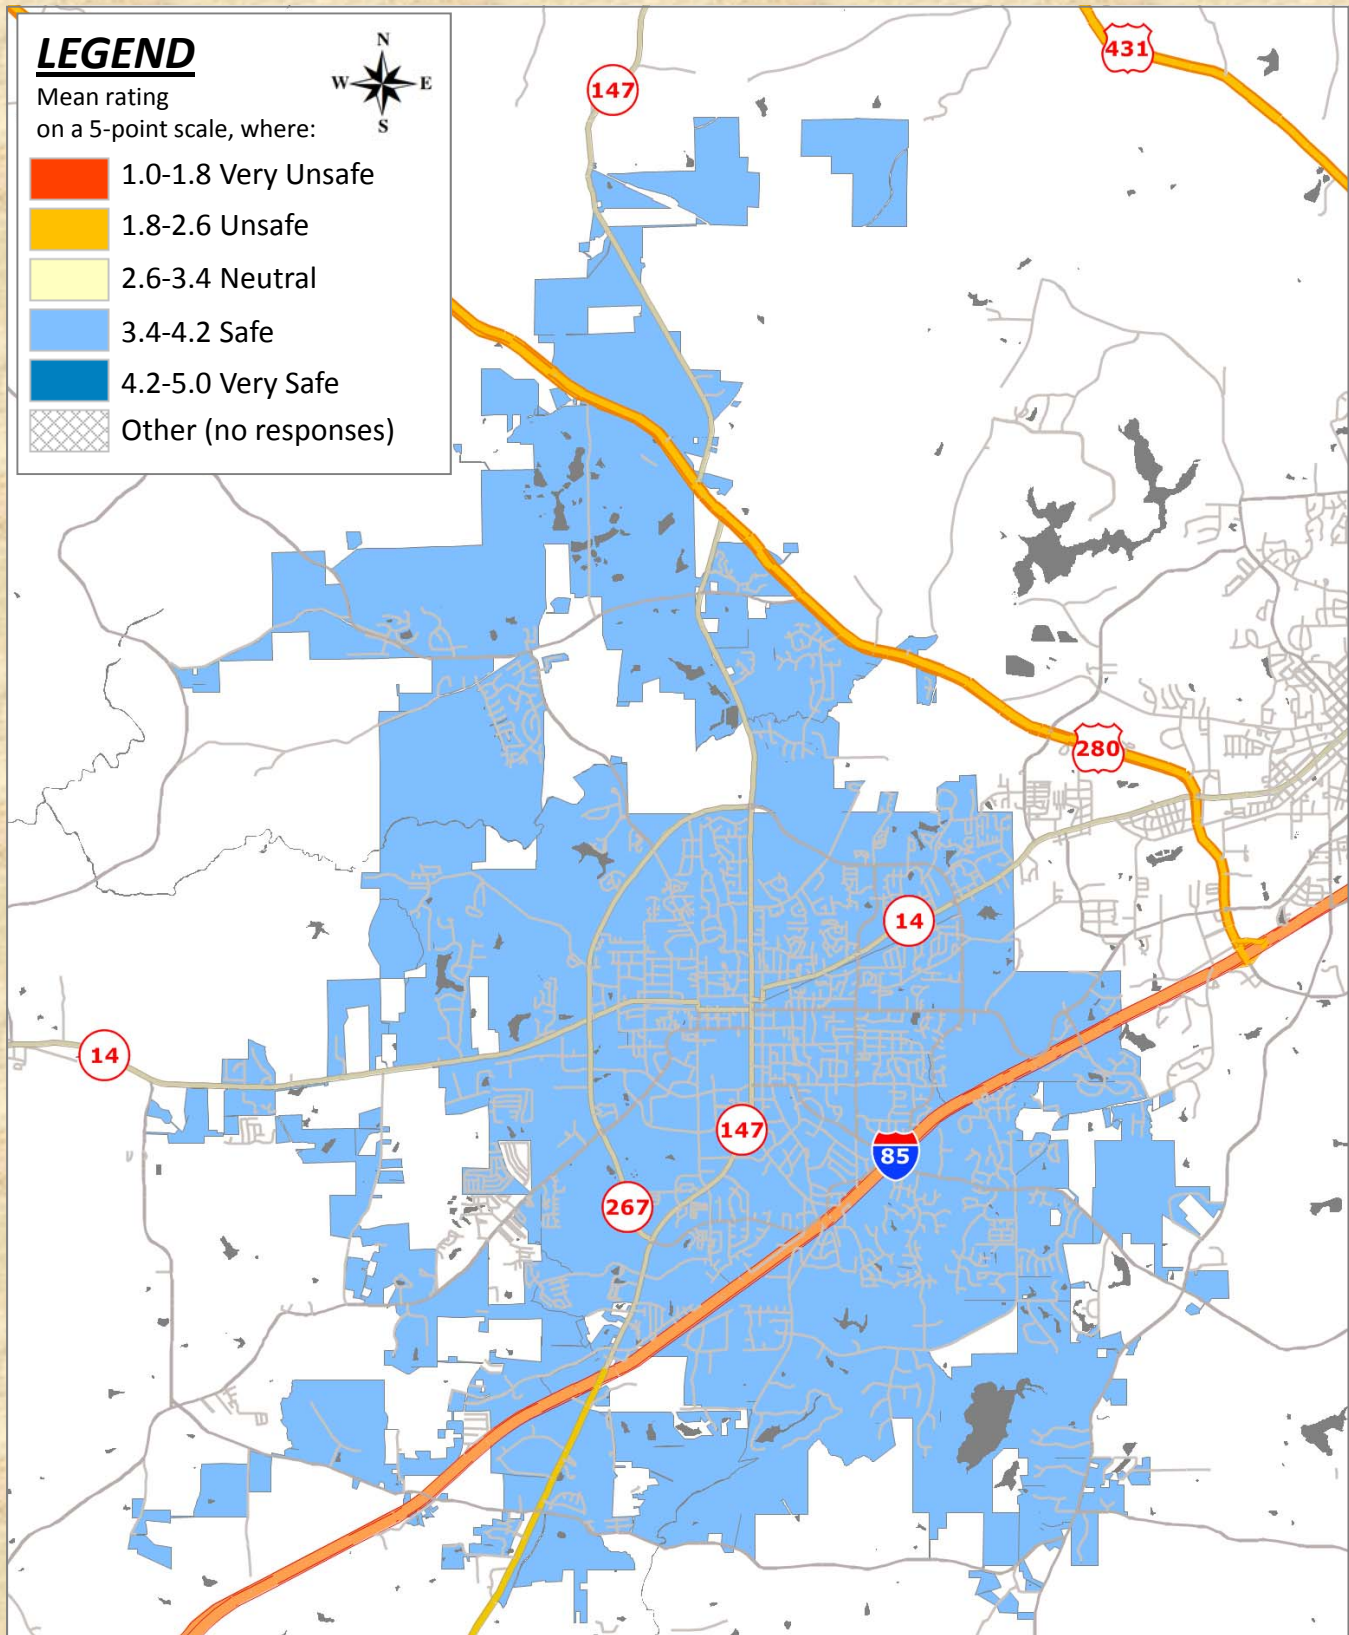 LEGEND
Mean rating
on a 5-point scale, where:
1.0-1.8 Very Unsafe
1.8-2.6 Unsafe
2.6-3.4 Neutral
3.4-4.2 Safe
4.2-5.0 Very Safe
Other (no responses)
N
W E
S
431
147
280
14
14
147
85
267